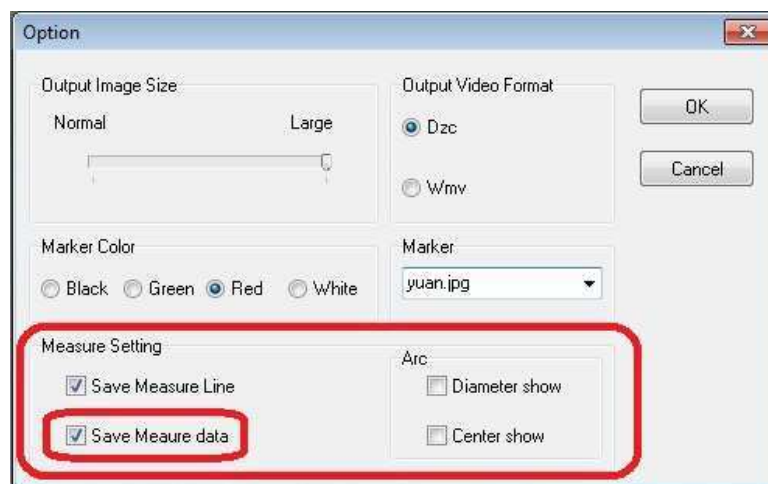 Option
Output Image Size
Normal Large
Output Video Format
Dzc
Wmv
OK
Cancel
Marker Color
Black Green Red White
Marker
yuan.jpg
Measure Setting
Save Measure Line
Save Meaure data
Arc
Diameter show
Center show